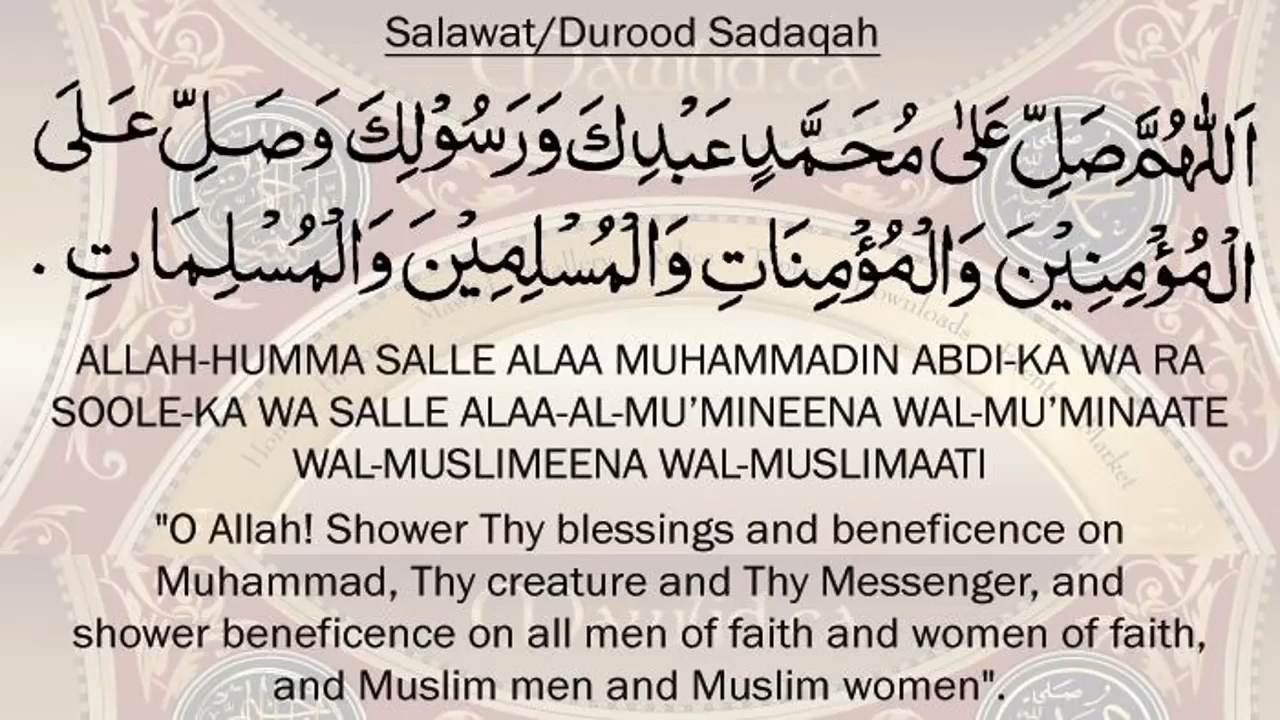 Salawat/Durood Sadaqah
اَللّٰهُمَّ صَلِّ عَلٰى مُحَمَّدٍ عَبْدِكَ وَرَسُوْلِكَ وَصَلِّ عَلَى
الْمُؤْمِنِيْنَ وَالْمُؤْمِنَاتِ وَالْمُسْلِمِيْنَ وَالْمُسْلِمَاتِ .
ALLAH-HUMMA SALLE ALAA MUHAMMADIN ABDI-KA WA RA
SOOLE-KA WA SALLE ALAA-AL-MU’MINEENA WAL-MU’MINAATE
WAL-MUSLIMEENA WAL-MUSLIMAATI
"O Allah! Shower Thy blessings and beneficence on
Muhammad, Thy creature and Thy Messenger, and
shower beneficence on all men of faith and women of faith,
and Muslim men and Muslim women".